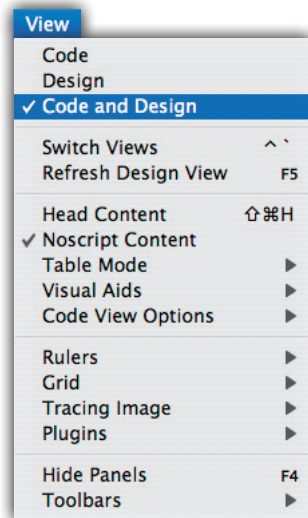 View
Code
Design
✓ Code and Design
Switch Views ^ `
Refresh Design View F5
Head Content ⇧⌘H
✓ Noscript Content
Table Mode ▶
Visual Aids ▶
Code View Options ▶
Rulers ▶
Grid ▶
Tracing Image ▶
Plugins ▶
Hide Panels F4
Toolbars ▶